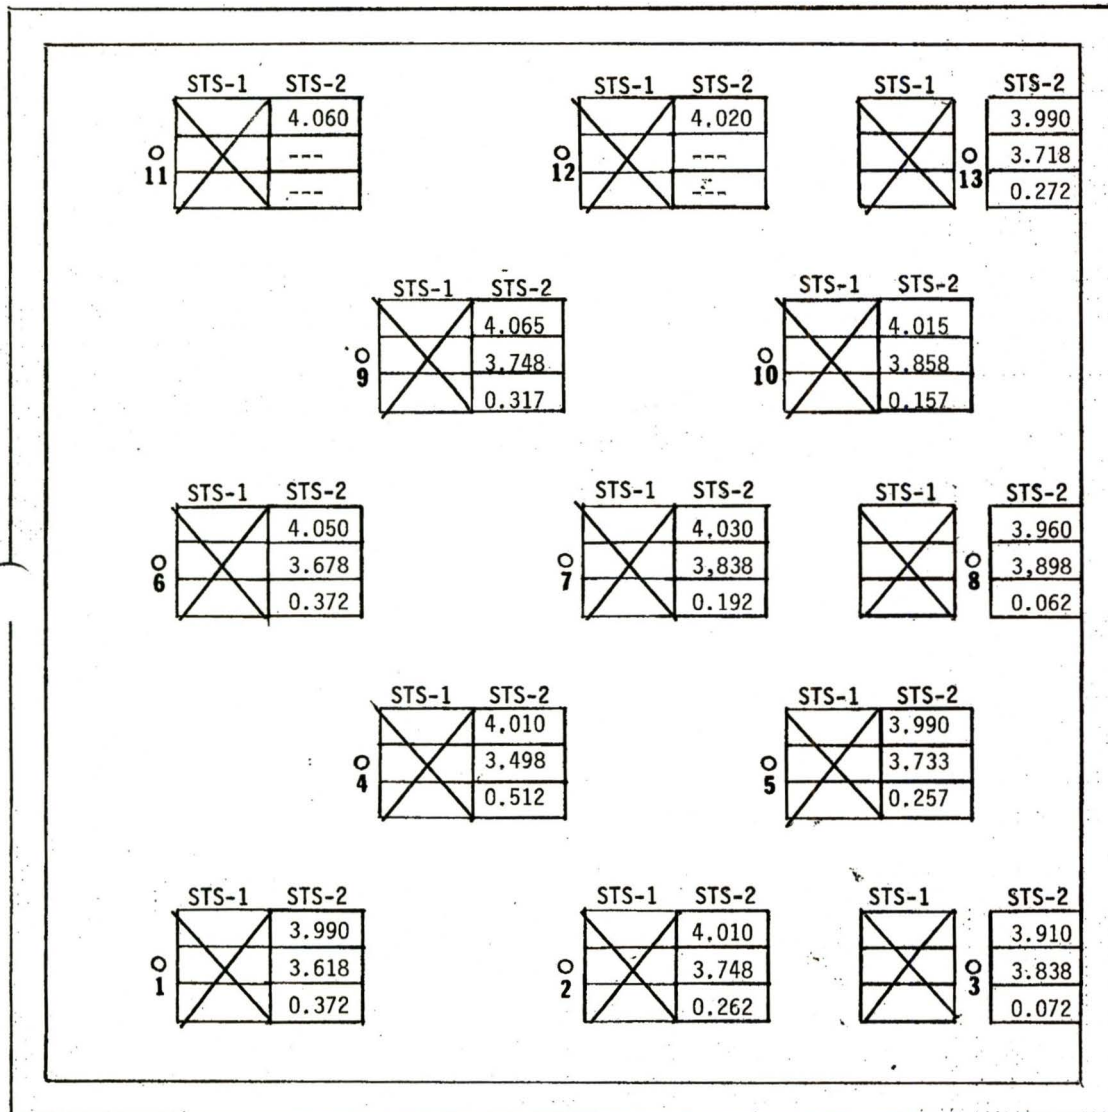 STS-1 STS-2 STS-1 STS-2 STS-1 STS-2
4.060 4.020 3.990
--- --- 3.718
11 12 13
--- --- 0.272
STS-1 STS-2 STS-1 STS-2
4.065 4.015
3.748 3.858
9 10
0.317 0.157
STS-1 STS-2 STS-1 STS-2 STS-1 STS-2
4.050 4.030 3.960
3.678 3,838 3,898
6 7 8
0.372 0.192 0.062
STS-1 STS-2 STS-1 STS-2
4.010 3.990
3.498 3.733
4 5
0.512 0.257
STS-1 STS-2 STS-1 STS-2 STS-1 STS-2
3.990 4.010 3.910
3.618 3.748 3.838
1 2 3
0.372 0.262 0.072